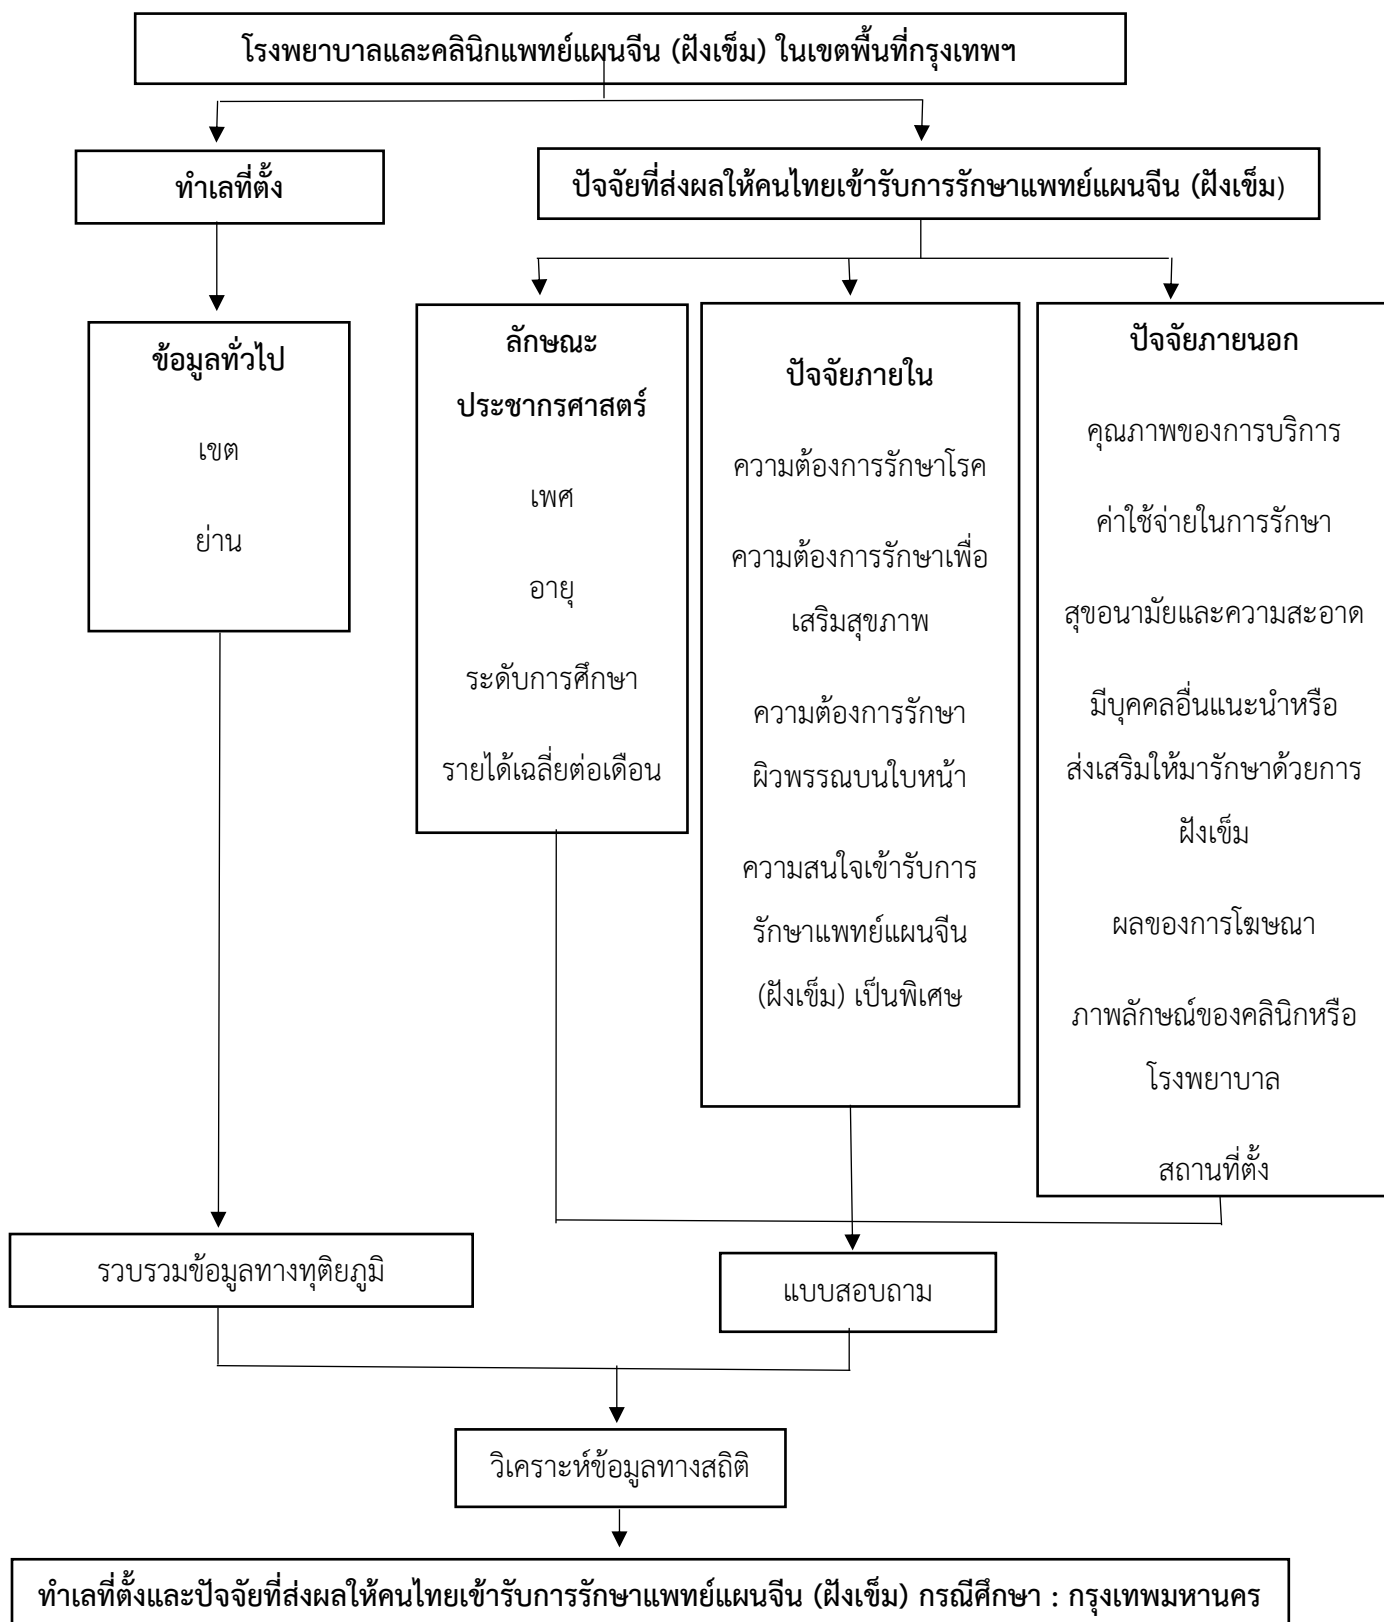 โรงพยาบาลและคลินิกแพทย์แผนจีน (ฝังเข็ม) ในเขตพื้นที่กรุงเทพฯ
ทำเลที่ตั้ง
ปัจจัยที่ส่งผลให้คนไทยเข้ารับการรักษาแพทย์แผนจีน (ฝังเข็ม)
ข้อมูลทั่วไป
เขต
ย่าน
ลักษณะ
ประชากรศาสตร์
เพศ
อายุ
ระดับการศึกษา
รายได้เฉลี่ยต่อเดือน
ปัจจัยภายใน
ความต้องการรักษาโรค
ความต้องการรักษาเพื่อ
เสริมสุขภาพ
ความต้องการรักษา
ผิวพรรณบนใบหน้า
ความสนใจเข้ารับการ
รักษาแพทย์แผนจีน
(ฝังเข็ม) เป็นพิเศษ
ปัจจัยภายนอก
คุณภาพของการบริการ
ค่าใช้จ่ายในการรักษา
สุขอนามัยและความสะอาด
มีบุคคลอื่นแนะนำหรือ
ส่งเสริมให้มารักษาด้วยการ
ฝังเข็ม
ผลของการโฆษณา
ภาพลักษณ์ของคลินิกหรือ
โรงพยาบาล
สถานที่ตั้ง
รวบรวมข้อมูลทางทุติยภูมิ
แบบสอบถาม
วิเคราะห์ข้อมูลทางสถิติ
ทำเลที่ตั้งและปัจจัยที่ส่งผลให้คนไทยเข้ารับการรักษาแพทย์แผนจีน (ฝังเข็ม) กรณีศึกษา : กรุงเทพมหานคร